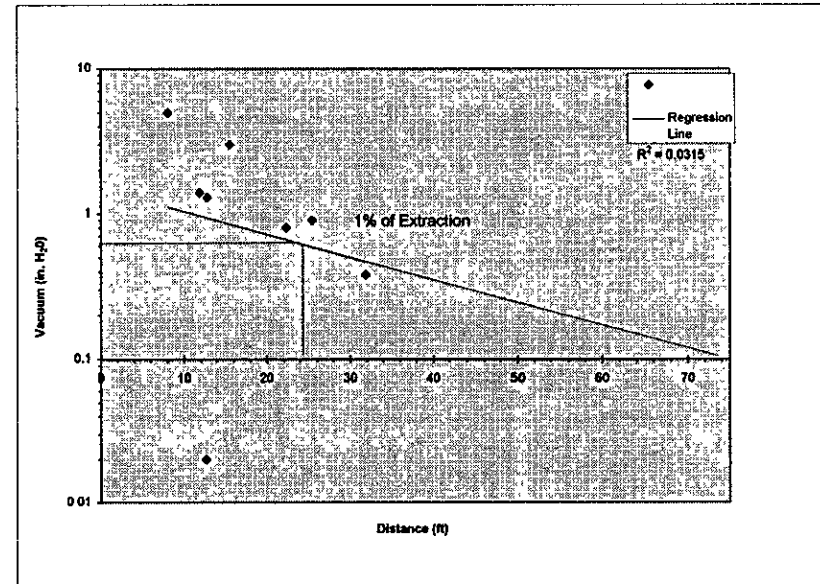 10
Regression
Line
R² = 0,0315
1% of Extraction
1
Vacuum (in. H₂0)
0.1
0 10 20 30 40 50 60 70
0 01
Distance (ft)